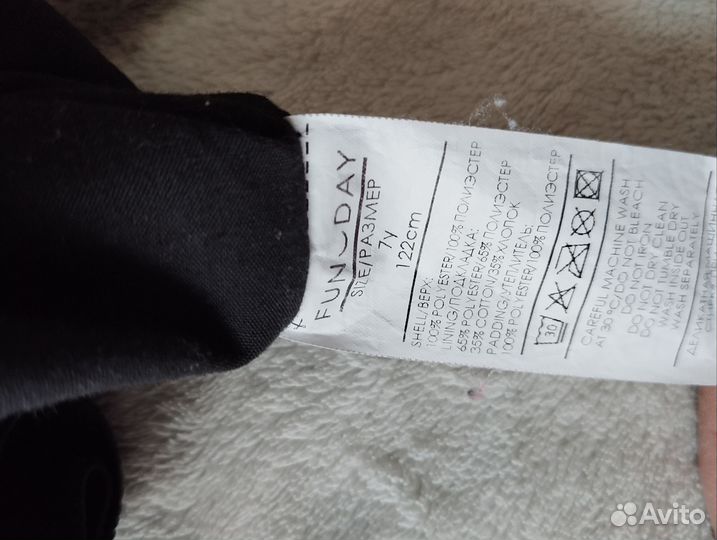 FUN DAY
SIZE/РАЗМЕР
7y
122cm
SHELL/ВЕРХ:
100% POLYESTER/100% ПОЛИЭСТЕР
LINING/ПОДКЛАДКА:
65% POLYESTER/65% ПОЛИЭСТЕР
35% COTTON/35% ХЛОПОК
PADDING/УТЕПЛИТЕЛЬ:
100% POLYESTER/100% ПОЛИЭСТЕР
30
CAREFUL MACHINE WASH
AT 30 °C/DO NOT BLEACH
DO NOT IRON
DO NOT DRY CLEAN
DO NOT TUMBLE DRY
WASH INSIDE OUT
WASH SEPARATELY
Avito